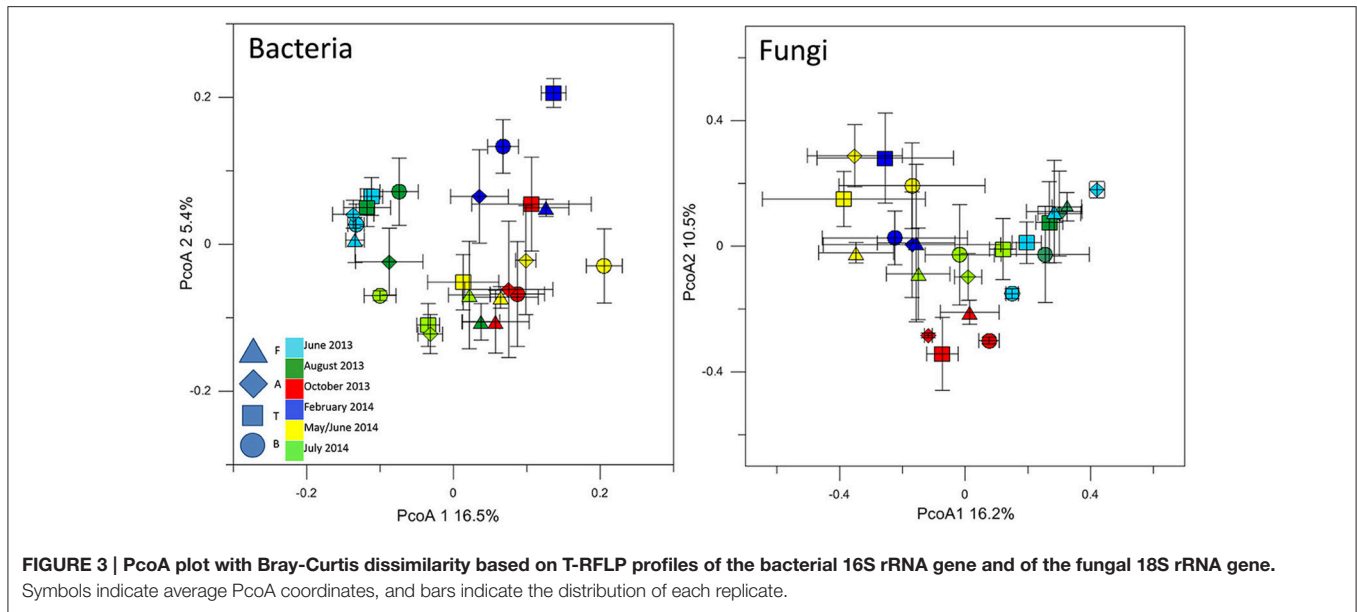 Bacteria
PcoA 2 5.4%
0.2
0
-0.2
F
A
T
B
June 2013
August 2013
October 2013
February 2014
May/June 2014
July 2014
-0.2
0
0.2
PcoA 1 16.5%
Fungi
PcoA2 10.5%
0.4
0
-0.4
-0.4
0
0.4
PcoA1 16.2%
FIGURE 3 | PcoA plot with Bray-Curtis dissimilarity based on T-RFLP profiles of the bacterial 16S rRNA gene and of the fungal 18S rRNA gene.
Symbols indicate average PcoA coordinates, and bars indicate the distribution of each replicate.